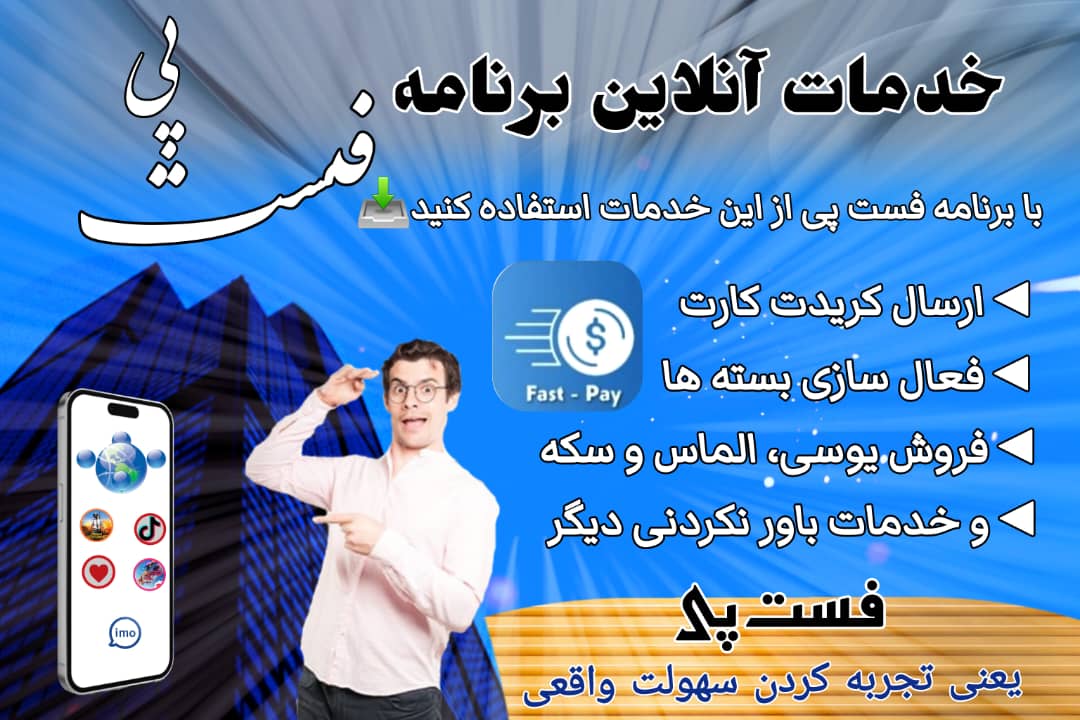 خدمات آنلاین برنامه
فست پی
با برنامه فست پی از این خدمات استفاده کنید
ارسال کریدت کارت
Fast - Pay
فعال سازی بسته ها
فروش یوسی، الماس و سکه
و خدمات باور نکردنی دیگر
imo
فست پی
یعنی تجربه کردن سهولت واقعی